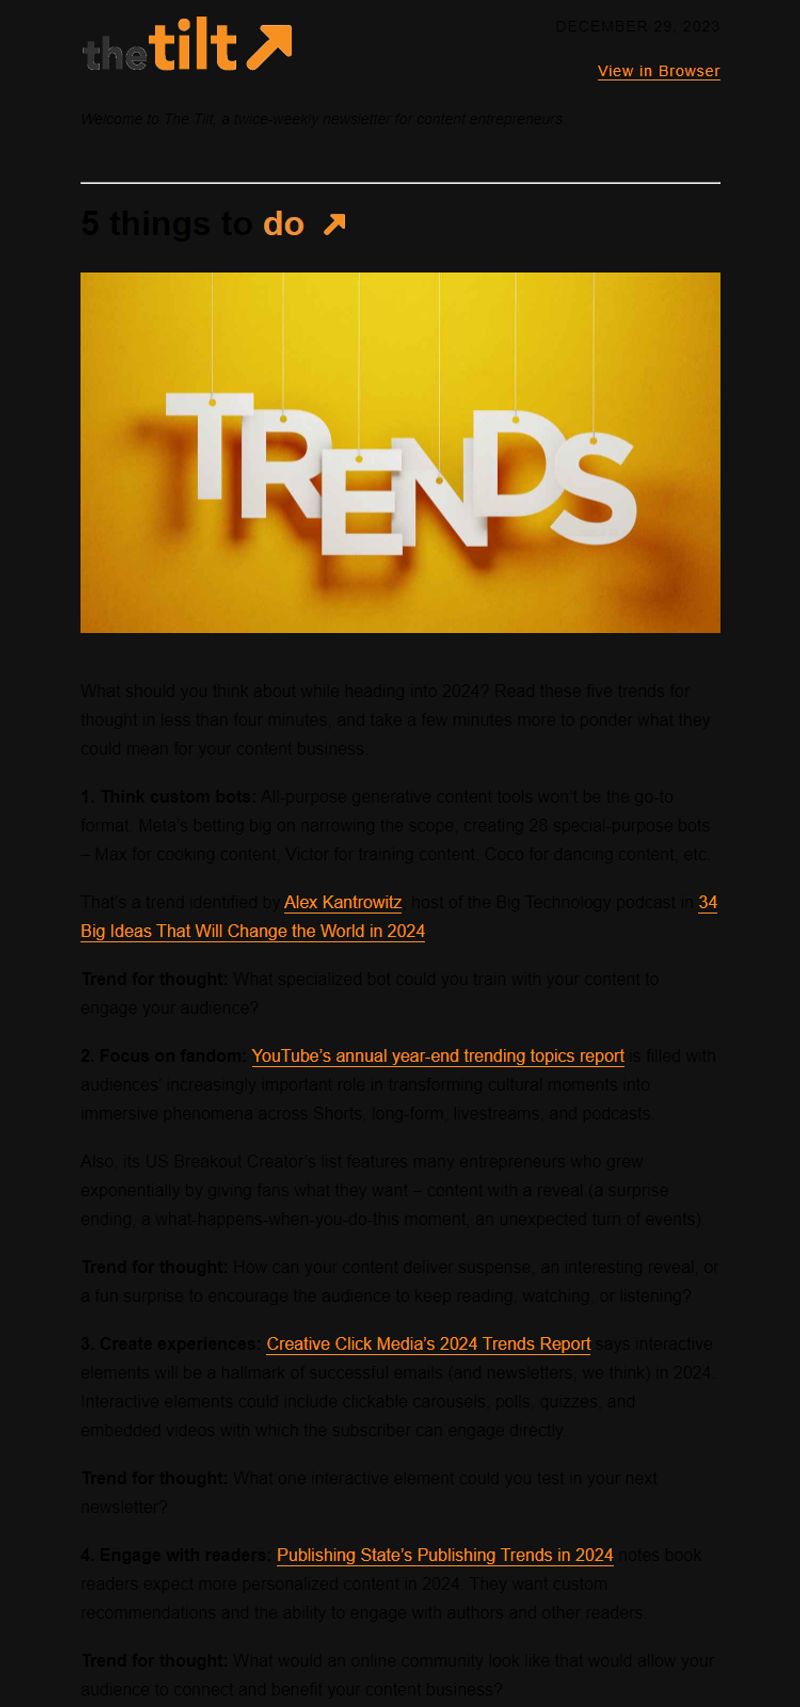 thetilt
DECEMBER 29, 2023
View in Browser
Welcome to The Tilt, a twice-weekly newsletter for content entrepreneurs.
5 things to do
TRENDS
What should you think about while heading into 2024? Read these five trends for
thought in less than four minutes, and take a few minutes more to ponder what they
could mean for your content business.
1. Think custom bots: All-purpose generative content tools won't be the go-to
format. Meta's betting big on narrowing the scope, creating 28 special-purpose bots
– Max for cooking content, Victor for training content, Coco for dancing content, etc.
That's a trend identified by Alex Kantrowitz, host of the Big Technology podcast in 34
Big Ideas That Will Change the World in 2024.
Trend for thought: What specialized bot could you train with your content to
engage your audience?
2. Focus on fandom: YouTube's annual year-end trending topics report is filled with
audiences' increasingly important role in transforming cultural moments into
immersive phenomena across Shorts, long-form, livestreams, and podcasts.
Also, its US Breakout Creator's list features many entrepreneurs who grew
exponentially by giving fans what they want – content with a reveal (a surprise
ending, a what-happens-when-you-do-this moment, an unexpected turn of events).
Trend for thought: How can your content deliver suspense, an interesting reveal, or
a fun surprise to encourage the audience to keep reading, watching, or listening?
3. Create experiences: Creative Click Media's 2024 Trends Report says interactive
elements will be a hallmark of successful emails (and newsletters, we think) in 2024.
Interactive elements could include clickable carousels, polls, quizzes, and
embedded videos with which the subscriber can engage directly.
Trend for thought: What one interactive element could you test in your next
newsletter?
4. Engage with readers: Publishing State's Publishing Trends in 2024 notes book
readers expect more personalized content in 2024. They want custom
recommendations and the ability to engage with authors and other readers.
Trend for thought: What would an online community look like that would allow your
audience to connect and benefit your content business?